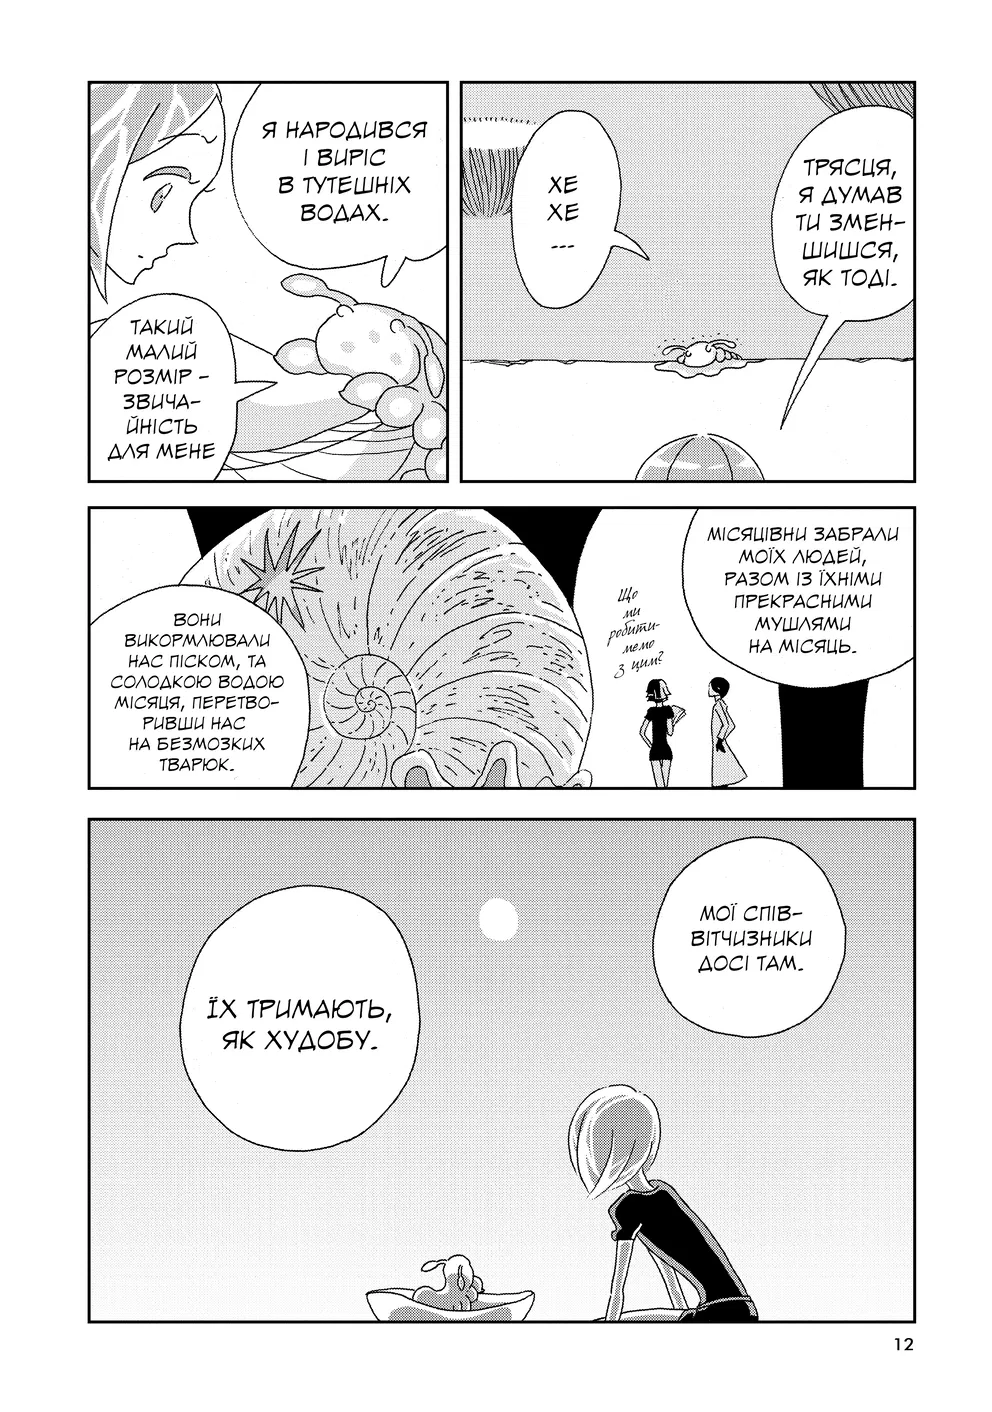 ТРЯСЦЯ,
Я ДУМАВ
ТИ ЗМЕН-
ШИШСЯ,
ЯК ТОДІ.
ХЕ
ХЕ
---
Я НАРОДИВСЯ
І ВИРІС
В ТУТЕШНІХ
ВОДАХ.
ТАКИЙ
МАЛИЙ
РОЗМІР –
ЗВИЧА-
ЙНІСТЬ
ДЛЯ МЕНЕ
МІСЯЦІВНИ ЗАБРАЛИ
МОЇХ ЛЮДЕЙ,
РАЗОМ ІЗ ЇХНІМИ
ПРЕКРАСНИМИ
МУШЛЯМИ
НА МІСЯЦЬ.
Що
ми
робити-
мемо
з цим?
ВОНИ
ВИКОРМЛЮВАЛИ
НАС ПІСКОМ, ТА
СОЛОДКОЮ ВОДОЮ
МІСЯЦЯ, ПЕРЕТВО-
РИВШИ НАС
НА БЕЗМОЗКИХ
ТВАРЮК.
МОЇ СПІВ-
ВІТЧИЗНИКИ
ДОСІ ТАМ.
ЇХ ТРИМАЮТЬ,
ЯК ХУДОБУ.
12